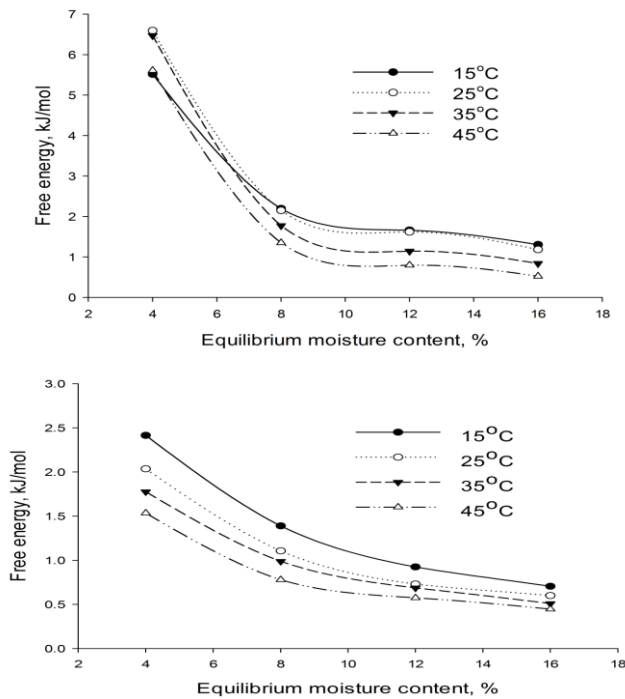 7
6
5
4
3
2
1
0
Free energy, kJ/mol
15°C
25°C
35°C
45°C
2 4 6 8 10 12 14 16 18
Equilibrium moisture content, %
3.0
2.5
2.0
1.5
1.0
0.5
0.0
Free energy, kJ/mol
15°C
25°C
35°C
45°C
2 4 6 8 10 12 14 16 18
Equilibrium moisture content, %